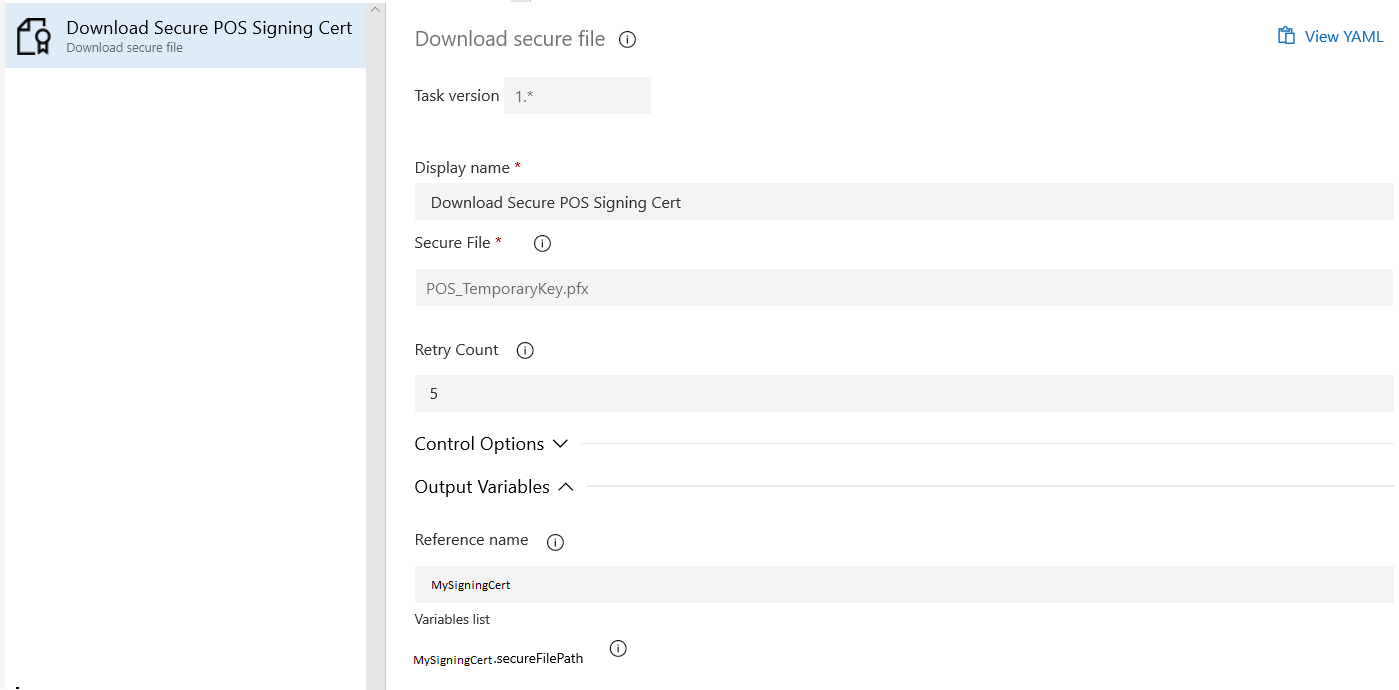 Download Secure POS Signing Cert
Download secure file
Download secure file
View YAML
Task version 1.*
Display name *
Download Secure POS Signing Cert
Secure File *
POS_TemporaryKey.pfx
Retry Count
5
Control Options
Output Variables
Reference name
MySigningCert
Variables list
MySigningCert.secureFilePath